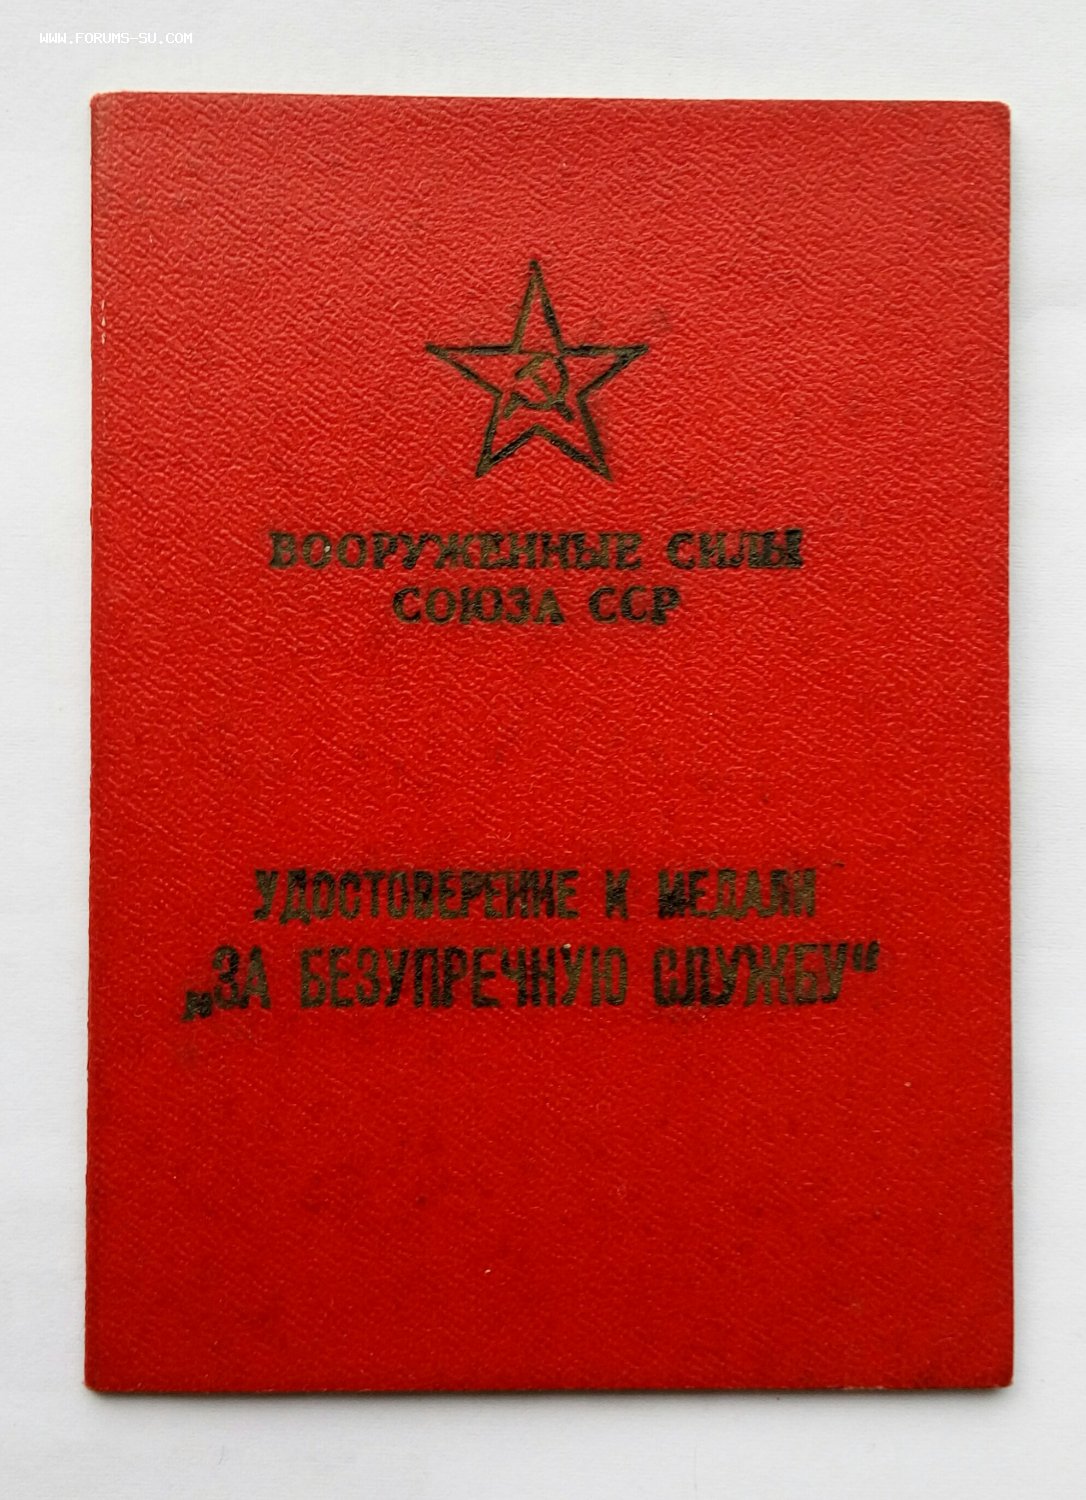 WWW.FORUMS-SU.COM
ВООРУЖЕННЫЕ СИЛЫ
СОЮЗА ССР
УДОСТОВЕРЕНИЕ К МЕДАЛИ
„ЗА БЕЗУПРЕЧНУЮ СЛУЖБУ“